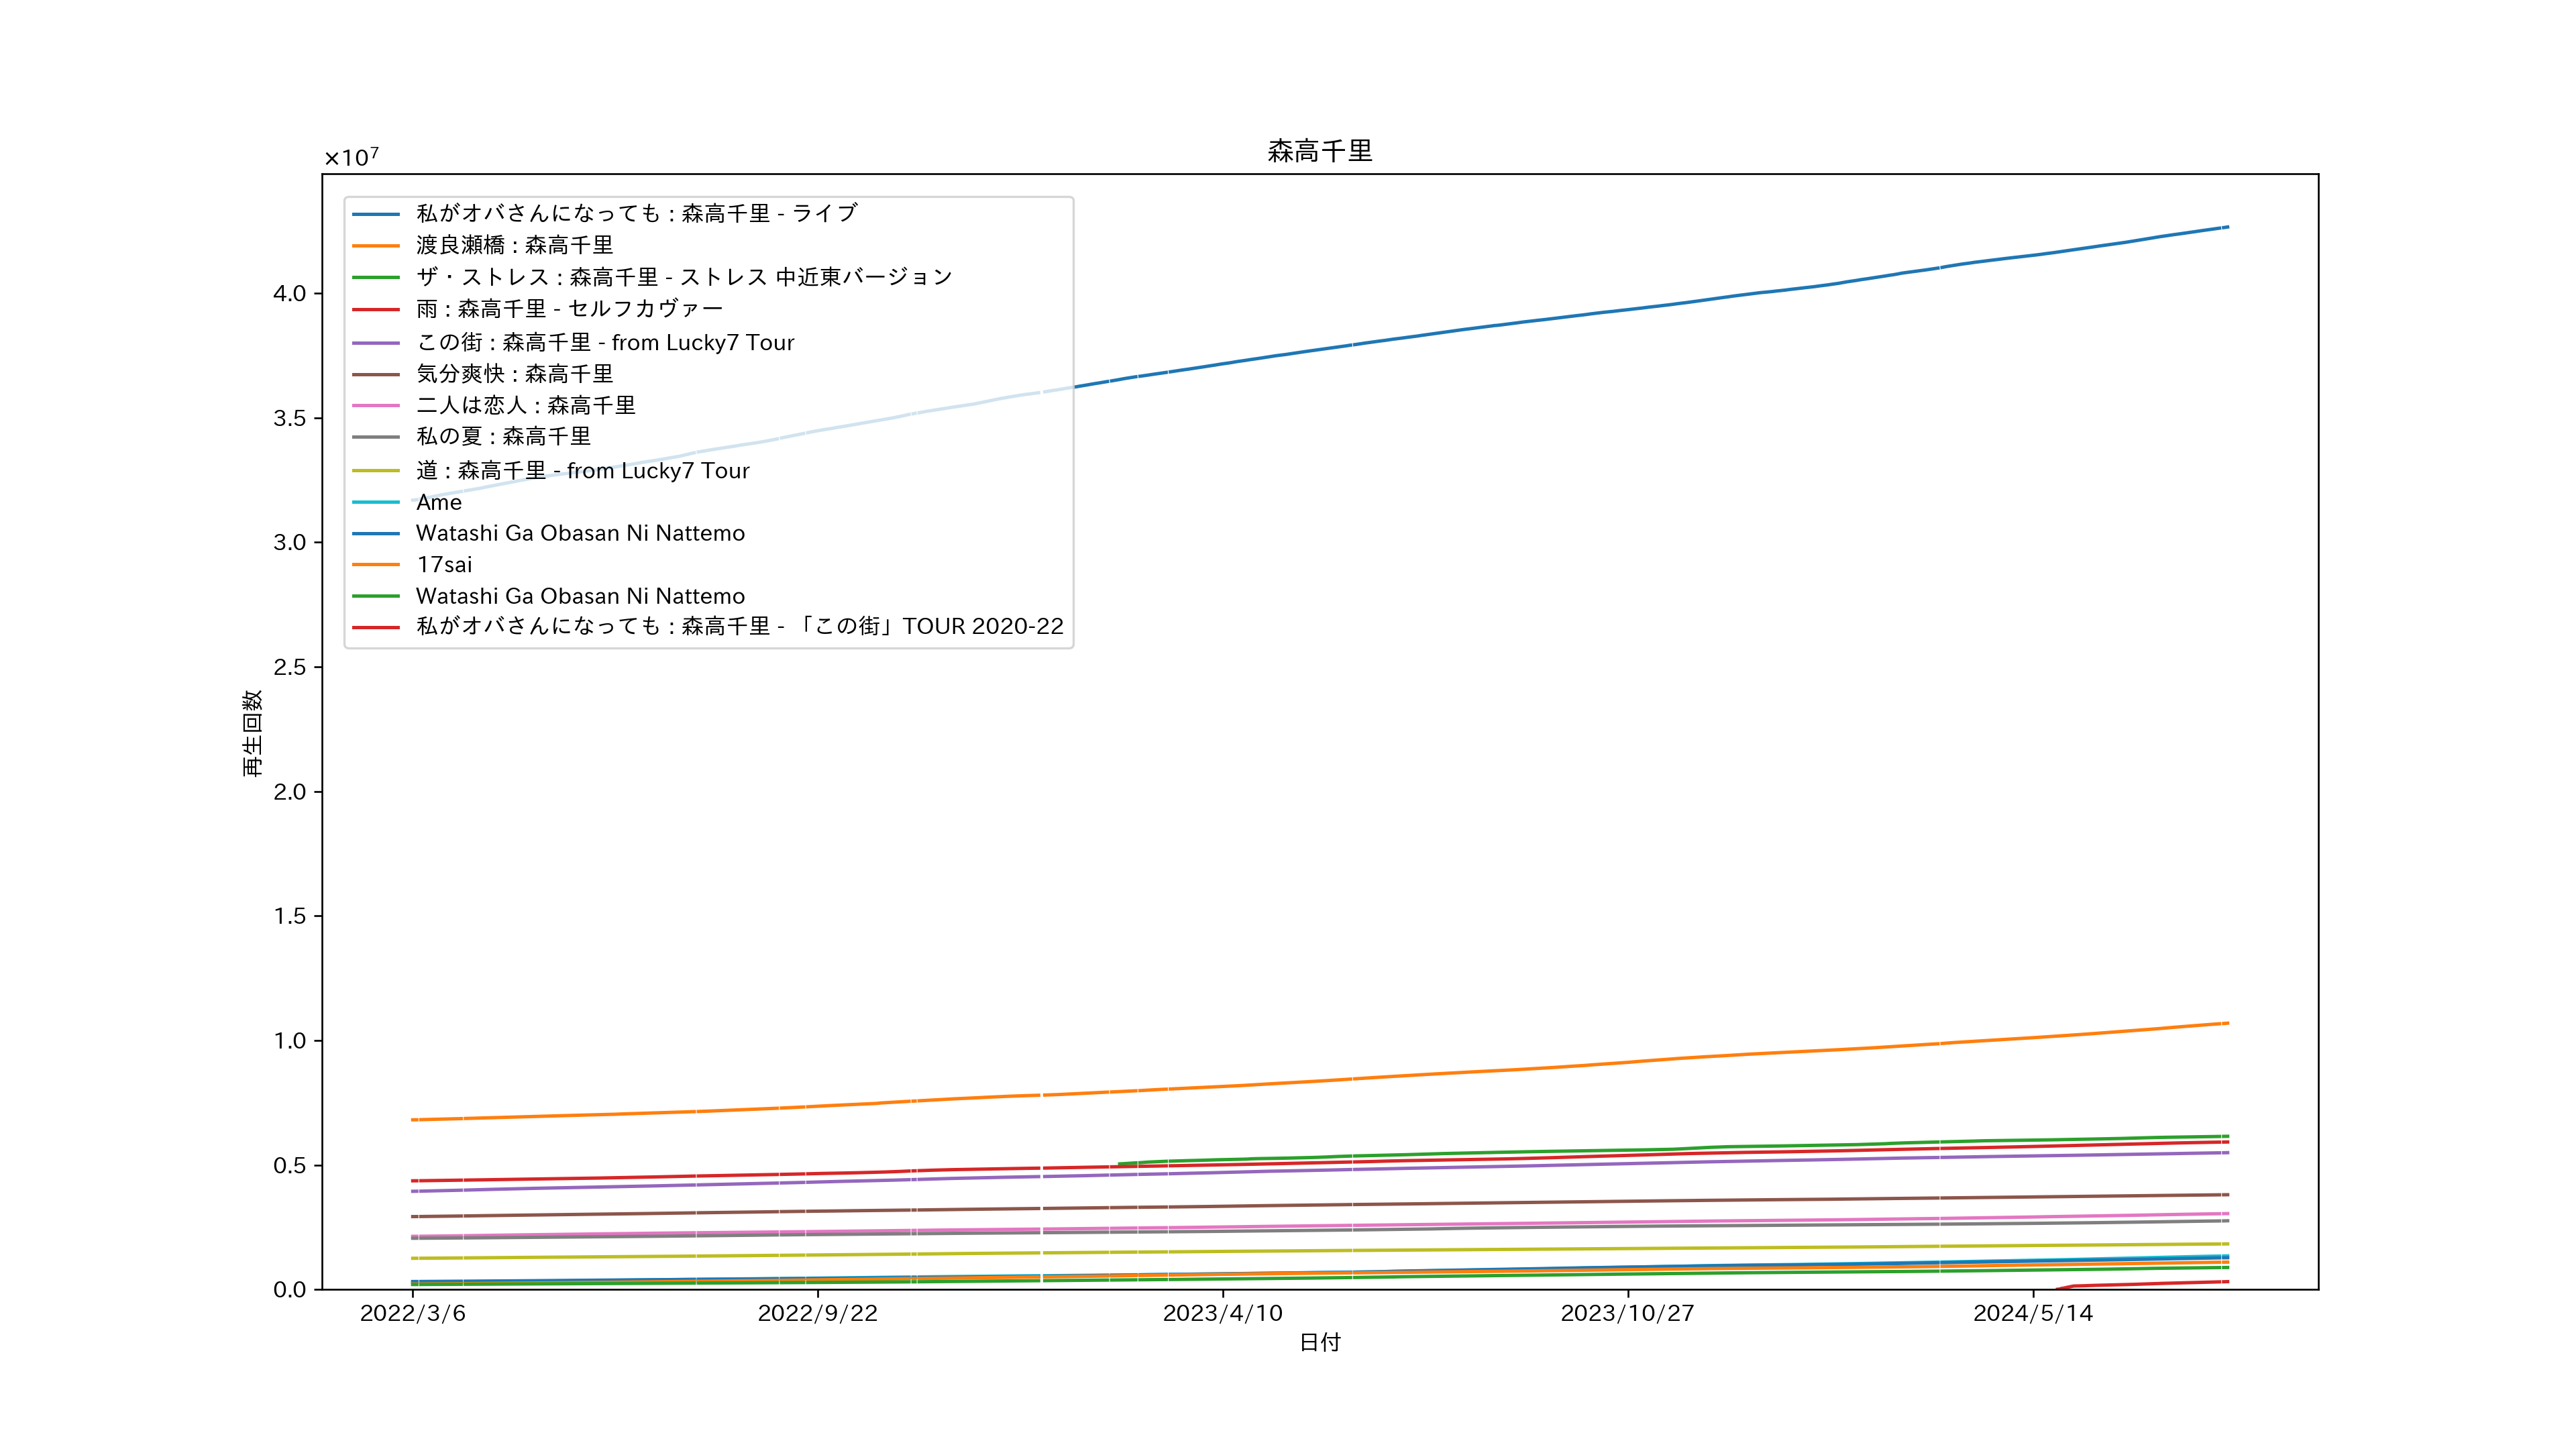 森高千里
×10⁷
私がオバさんになっても : 森高千里 - ライブ
渡良瀬橋 : 森高千里
ザ・ストレス : 森高千里 - ストレス 中近東バージョン
雨 : 森高千里 - セルフカヴァー
この街 : 森高千里 - from Lucky7 Tour
気分爽快 : 森高千里
二人は恋人 : 森高千里
私の夏 : 森高千里
道 : 森高千里 - from Lucky7 Tour
Ame
Watashi Ga Obasan Ni Nattemo
17sai
Watashi Ga Obasan Ni Nattemo
私がオバさんになっても : 森高千里 - 「この街」TOUR 2020-22
4.0
3.5
3.0
2.5
2.0
1.5
1.0
0.5
0.0
再生回数
2022/3/6 2022/9/22 2023/4/10 2023/10/27 2024/5/14
日付